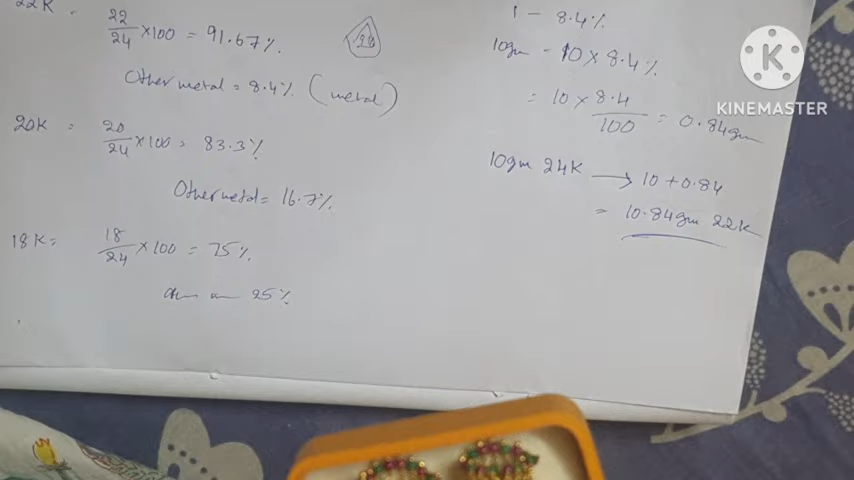 22K =
22/24 × 100 = 91.67%.
Other metal = 8.4% (metal)
20K = 20/24 × 100 = 83.3%
Other metal = 16.7%.
18K = 18/24 × 100 = 75%.
25%
1 – 8.4%
10gm – 10 × 8.4%
= 10 × 8.4/100 = 0.84gm
10gm 24K → 10 + 0.84
= 10.84gm 22K
KINEMASTER